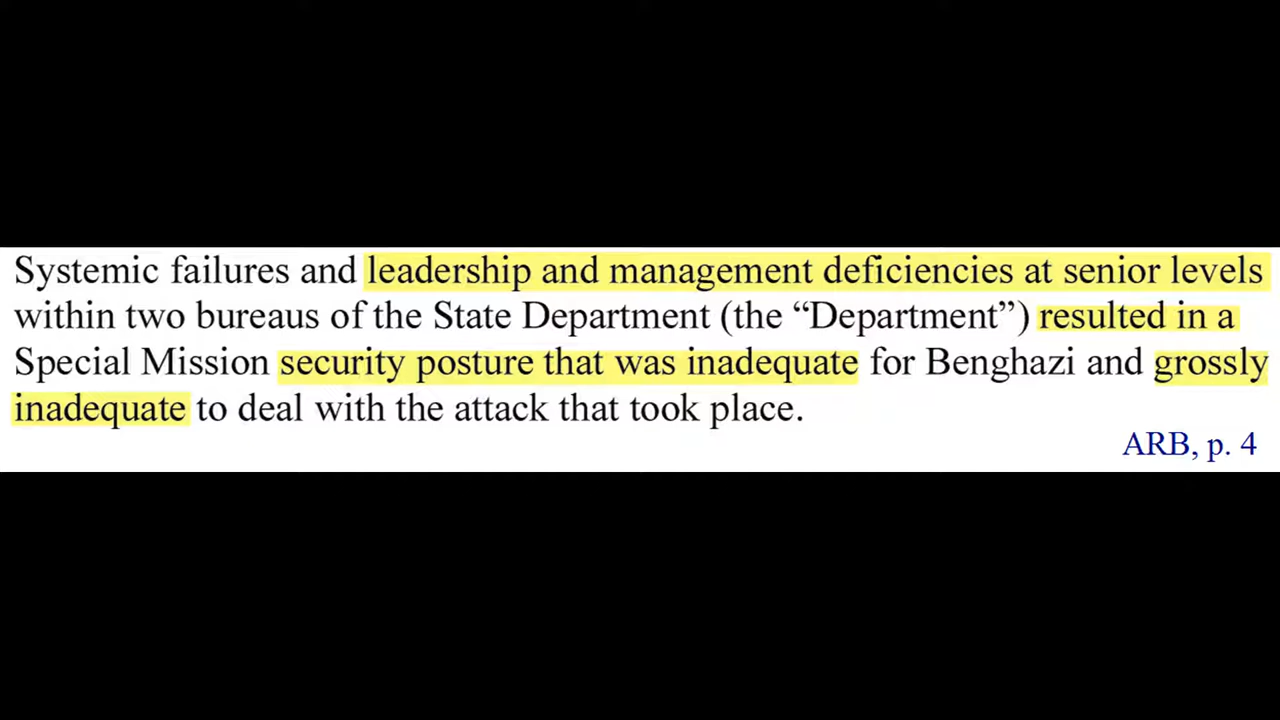 Systemic failures and leadership and management deficiencies at senior levels
within two bureaus of the State Department (the “Department”) resulted in a
Special Mission security posture that was inadequate for Benghazi and grossly
inadequate to deal with the attack that took place.
ARB, p. 4